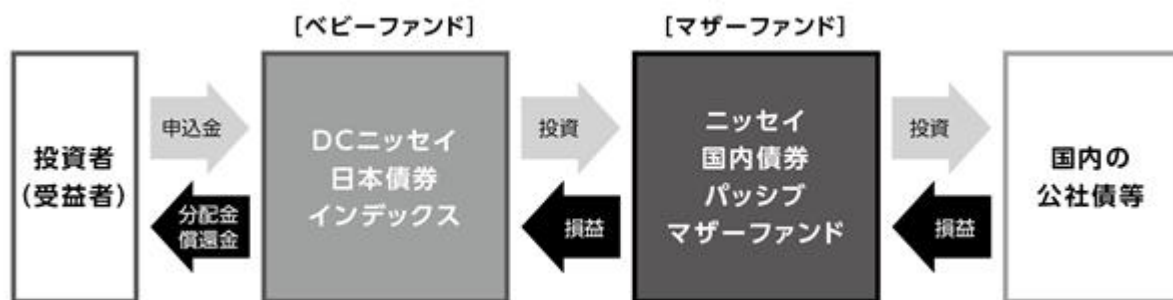 [ベビーファンド]
[マザーファンド]
投資者
(受益者)
申込金
分配金
償還金
DCニッセイ
日本債券
インデックス
投資
損益
ニッセイ
国内債券
パッシブ
マザーファンド
投資
損益
国内の
公社債等